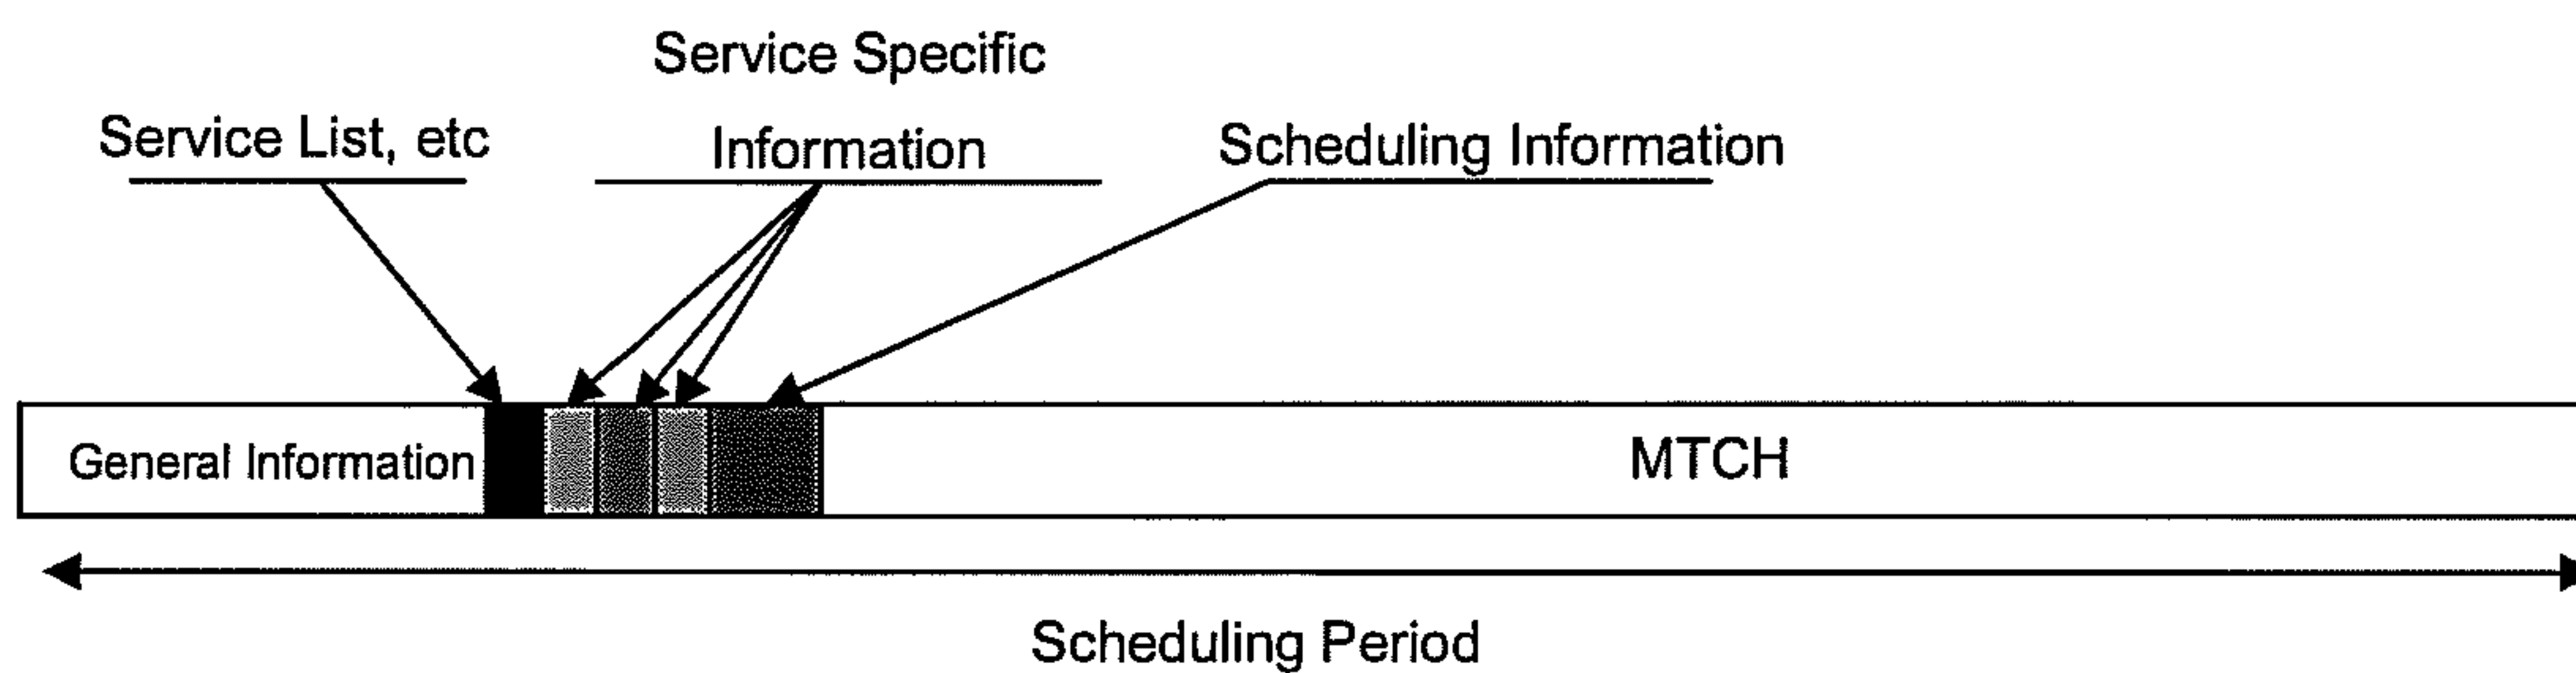 Service Specific
Information
Service List, etc
Scheduling Information
General Information
MTCH
Scheduling Period